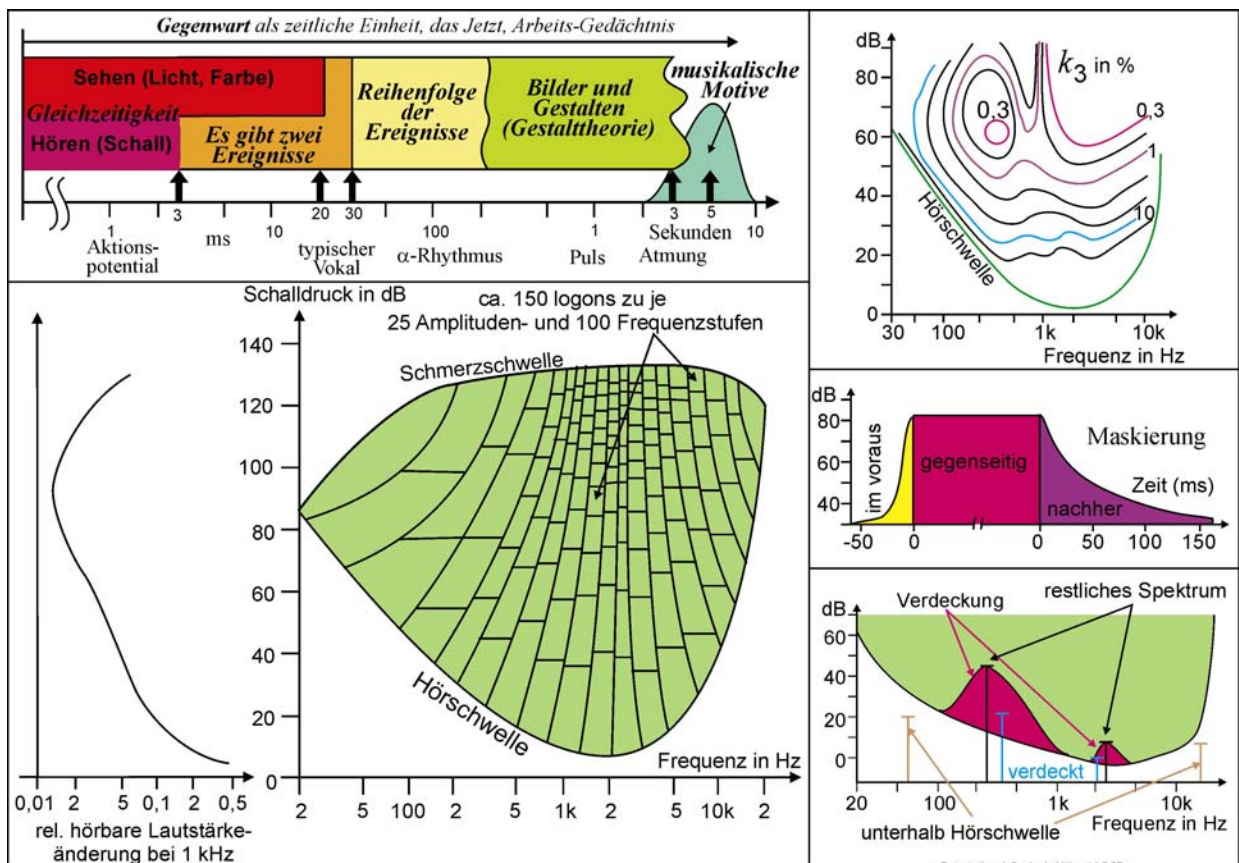 Gegenwart als zeitliche Einheit, das Jetzt, Arbeits-Gedächtnis
Sehen (Licht, Farbe)
Gleichzeitigkeit
Hören (Schall)
Es gibt zwei
Ereignisse
Reihenfolge
der
Ereignisse
Bilder und
Gestalten
(Gestalttheorie)
musikalische
Motive
3 20 30 3 5
1 ms 10 100 1 Sekunden 10
Aktions-
potential
typischer
Vokal
α-Rhythmus
Puls
Atmung
dB
80
60
40
20
0
k3 in %
0,3
0,3
1
10
Hörschwelle
30 100 1k 10k
Frequenz in Hz
0,01 2 5 0,1 2 0,5
rel. hörbare Lautstärke-
änderung bei 1 kHz
Schalldruck in dB
ca. 150 logons zu je
25 Amplituden- und 100 Frequenzstufen
140
120
100
80
60
40
20
0
Schmerzschwelle
Hörschwelle
Frequenz in Hz
2 5 100 2 5 1k 2 5 10k 2
dB
80
60
40
im voraus
gegenseitig
nachher
Maskierung
Zeit (ms)
-50 0 0 50 100 150
restliches Spektrum
Verdeckung
dB
60
40
20
0
verdeckt
20 100 1k 10k
unterhalb Hörschwelle
Frequenz in Hz